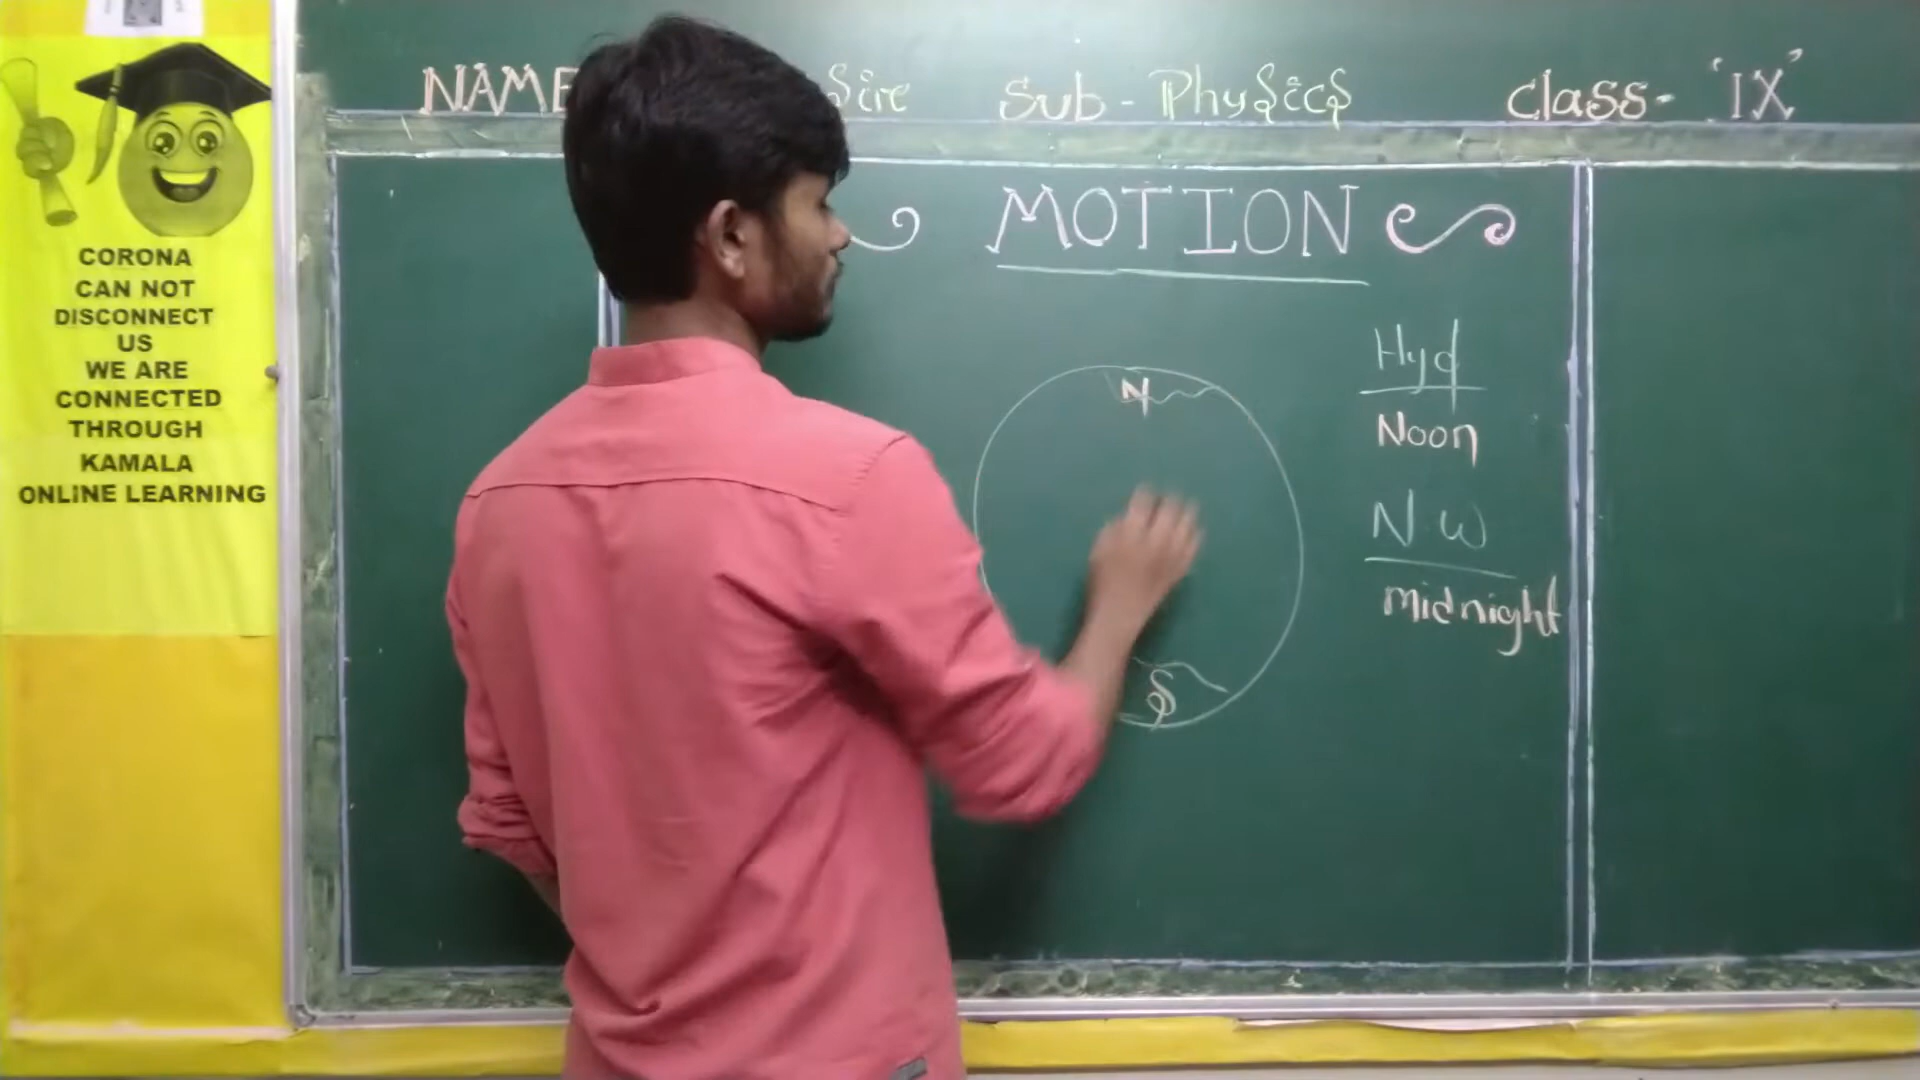 CORONA
CAN NOT
DISCONNECT
US
WE ARE
CONNECTED
THROUGH
KAMALA
ONLINE LEARNING
NAME Sir Sub - Physics Class - 'IX'
MOTION
Hyd
Noon
N W
Midnight
N
S